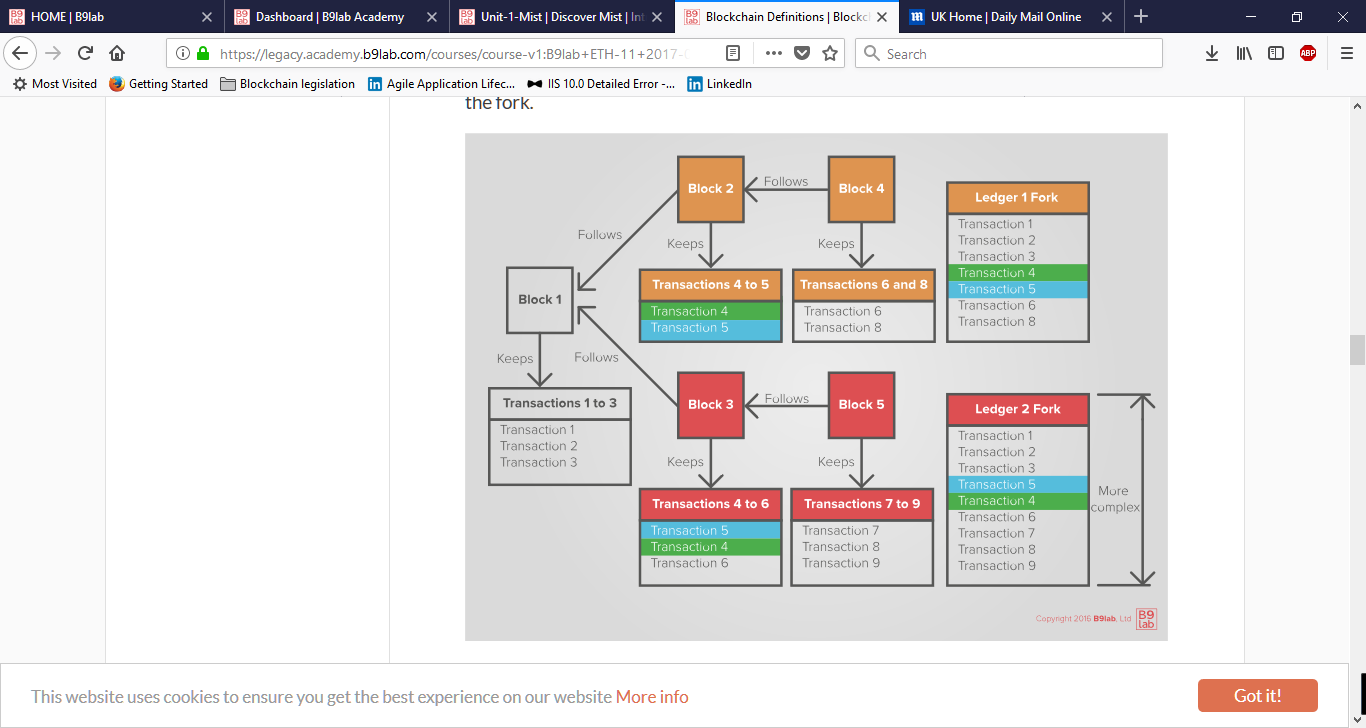 HOME | B9lab
Dashboard | B9lab Academy
Unit-1-Mist | Discover Mist | Int
Blockchain Definitions | Blockc
UK Home | Daily Mail Online
https://legacy.academy.b9lab.com/courses/course-v1:B9lab+ETH-11+2017-
Search
ABP
Most Visited
Getting Started
Blockchain legislation
Agile Application Lifec...
IIS 10.0 Detailed Error -...
LinkedIn
the fork.
Block 2
Follows
Block 4
Follows
Keeps
Keeps
Block 1
Transactions 4 to 5
Transaction 4
Transaction 5
Transactions 6 and 8
Transaction 6
Transaction 8
Ledger 1 Fork
Transaction 1
Transaction 2
Transaction 3
Transaction 4
Transaction 5
Transaction 6
Transaction 8
Keeps
Follows
Transactions 1 to 3
Transaction 1
Transaction 2
Transaction 3
Block 3
Follows
Block 5
Keeps
Keeps
Transactions 4 to 6
Transaction 5
Transaction 4
Transaction 6
Transactions 7 to 9
Transaction 7
Transaction 8
Transaction 9
Ledger 2 Fork
Transaction 1
Transaction 2
Transaction 3
Transaction 5
Transaction 4
Transaction 6
Transaction 7
Transaction 8
Transaction 9
More
complex
Copyright 2016 B9lab, Ltd
B9
lab
This website uses cookies to ensure you get the best experience on our website More info
Got it!